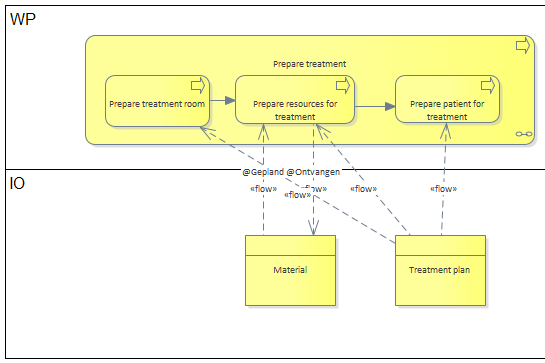 WP
Prepare treatment
Prepare treatment room
Prepare resources for
treatment
Prepare patient for
treatment
@Gepland @Ontvangen
«flow» «flow» «flow» «flow»
«flow»
IO
Material
Treatment plan